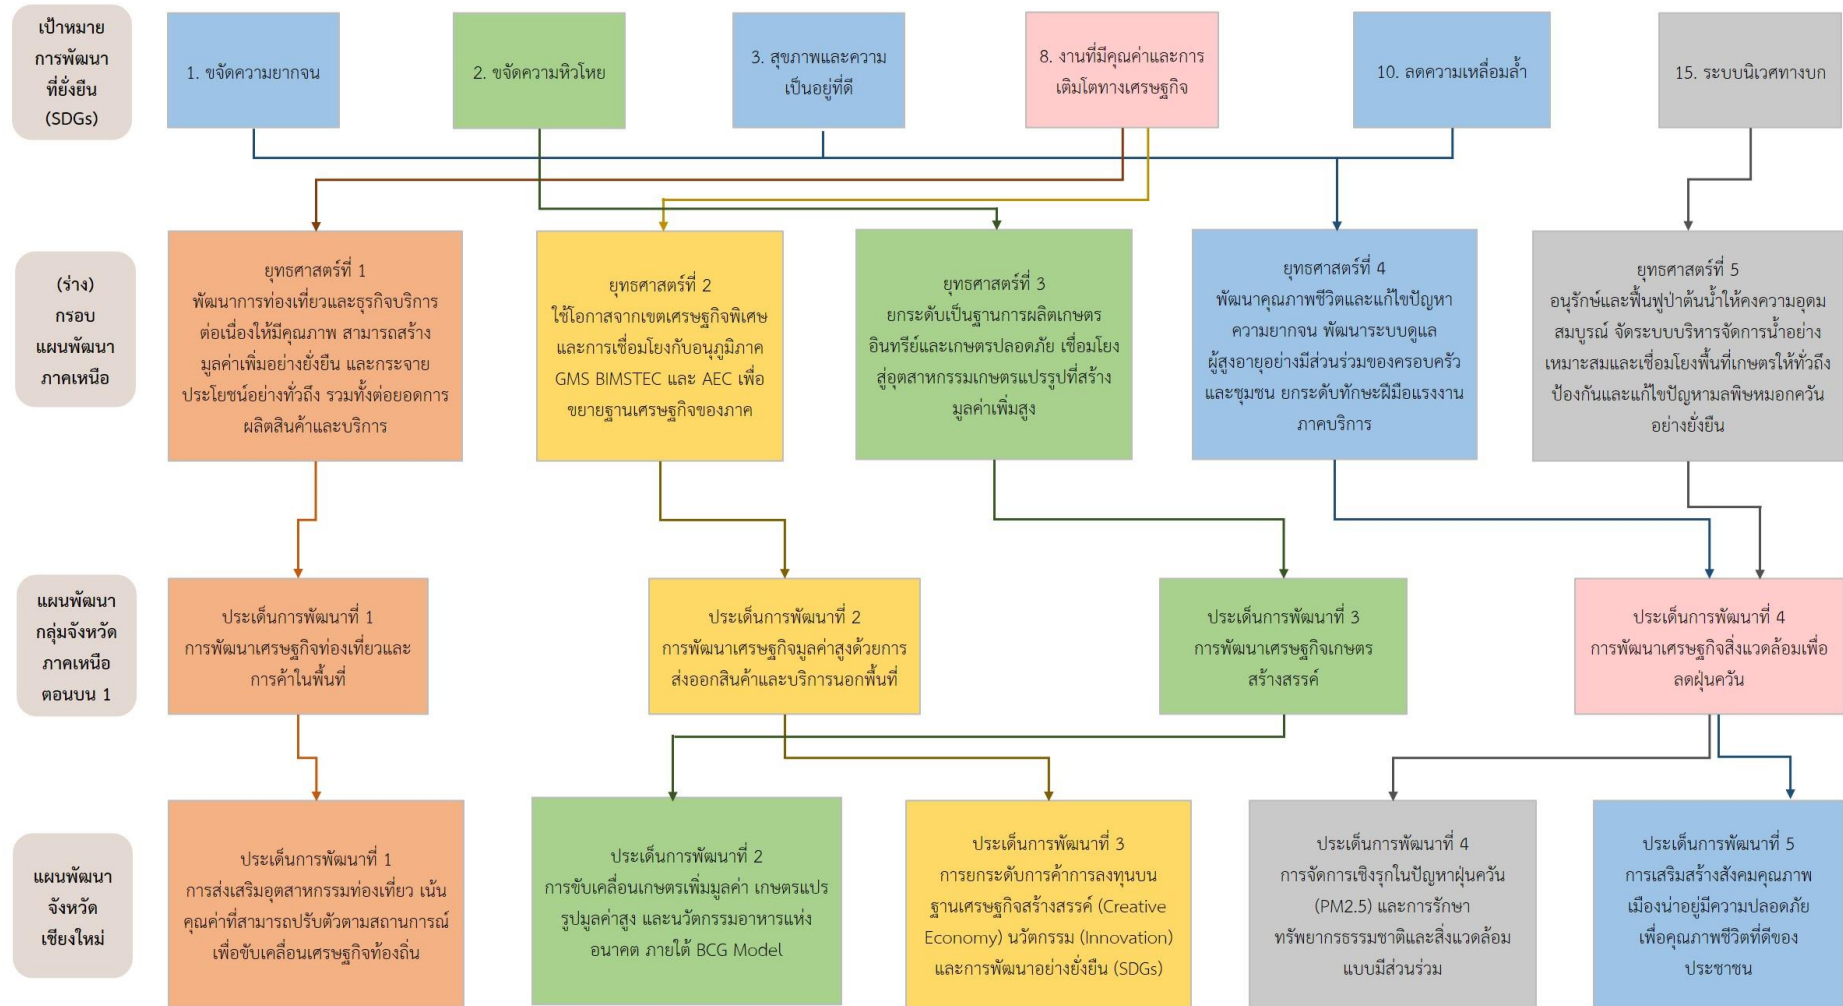 เป้าหมาย
การพัฒนา
ที่ยั่งยืน
(SDGs)
1. ขจัดความยากจน
2. ขจัดความหิวโหย
3. สุขภาพและความ
เป็นอยู่ที่ดี
8. งานที่มีคุณค่าและการ
เติบโตทางเศรษฐกิจ
10. ลดความเหลื่อมล้ำ
15. ระบบนิเวศทางบก
(ร่าง)
กรอบ
แผนพัฒนา
ภาคเหนือ
ยุทธศาสตร์ที่ 1
พัฒนาการท่องเที่ยวและธุรกิจบริการ
ต่อเนื่องให้มีคุณภาพ สามารถสร้าง
มูลค่าเพิ่มอย่างยั่งยืน และกระจาย
ประโยชน์อย่างทั่วถึง รวมทั้งต่อยอดการ
ผลิตสินค้าและบริการ
ยุทธศาสตร์ที่ 2
ใช้โอกาสจากเขตเศรษฐกิจพิเศษ
และการเชื่อมโยงกับอนุภูมิภาค
GMS BIMSTEC และ AEC เพื่อ
ขยายฐานเศรษฐกิจของภาค
ยุทธศาสตร์ที่ 3
ยกระดับเป็นฐานการผลิตเกษตร
อินทรีย์และเกษตรปลอดภัย เชื่อมโยง
สู่อุตสาหกรรมเกษตรแปรรูปที่สร้าง
มูลค่าเพิ่มสูง
ยุทธศาสตร์ที่ 4
พัฒนาคุณภาพชีวิตและแก้ไขปัญหา
ความยากจน พัฒนาระบบดูแล
ผู้สูงอายุอย่างมีส่วนร่วมของครอบครัว
และชุมชน ยกระดับทักษะฝีมือแรงงาน
ภาคบริการ
ยุทธศาสตร์ที่ 5
อนุรักษ์และฟื้นฟูป่าต้นน้ำให้คงความอุดม
สมบูรณ์ จัดระบบบริหารจัดการน้ำอย่าง
เหมาะสมและเชื่อมโยงพื้นที่เกษตรให้ทั่วถึง
ป้องกันและแก้ไขปัญหามลพิษหมอกควัน
อย่างยั่งยืน
แผนพัฒนา
กลุ่มจังหวัด
ภาคเหนือ
ตอนบน 1
ประเด็นการพัฒนาที่ 1
การพัฒนาเศรษฐกิจท่องเที่ยวและ
การค้าในพื้นที่
ประเด็นการพัฒนาที่ 2
การพัฒนาเศรษฐกิจมูลค่าสูงด้วยการ
ส่งออกสินค้าและบริการนอกพื้นที่
ประเด็นการพัฒนาที่ 3
การพัฒนาเศรษฐกิจเกษตร
สร้างสรรค์
ประเด็นการพัฒนาที่ 4
การพัฒนาเศรษฐกิจสิ่งแวดล้อมเพื่อ
ลดฝุ่นควัน
แผนพัฒนา
จังหวัด
เชียงใหม่
ประเด็นการพัฒนาที่ 1
การส่งเสริมอุตสาหกรรมท่องเที่ยว เน้น
คุณค่าที่สามารถปรับตัวตามสถานการณ์
เพื่อขับเคลื่อนเศรษฐกิจท้องถิ่น
ประเด็นการพัฒนาที่ 2
การขับเคลื่อนเกษตรเพิ่มมูลค่า เกษตรแปร
รูปมูลค่าสูง และนวัตกรรมอาหารแห่ง
อนาคต ภายใต้ BCG Model
ประเด็นการพัฒนาที่ 3
การยกระดับการค้าการลงทุนบน
ฐานเศรษฐกิจสร้างสรรค์ (Creative
Economy) นวัตกรรม (Innovation)
และการพัฒนาอย่างยั่งยืน (SDGs)
ประเด็นการพัฒนาที่ 4
การจัดการเชิงรุกในปัญหาฝุ่นควัน
(PM2.5) และการรักษา
ทรัพยากรธรรมชาติและสิ่งแวดล้อม
แบบมีส่วนร่วม
ประเด็นการพัฒนาที่ 5
การเสริมสร้างสังคมคุณภาพ
เมืองน่าอยู่มีความปลอดภัย
เพื่อคุณภาพชีวิตที่ดีของ
ประชาชน